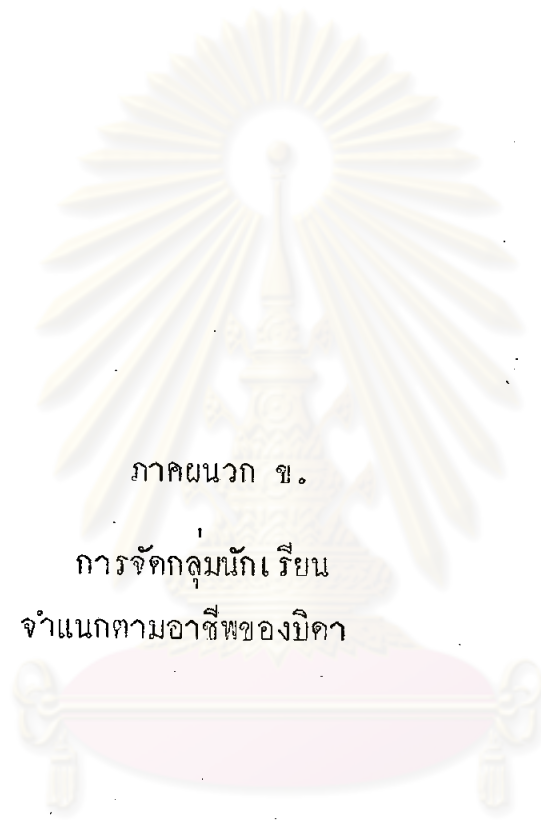 ภาคผนวก ข.
การจัดกลุ่มนักเรียน
จำแนกตามอาชีพของบิดา